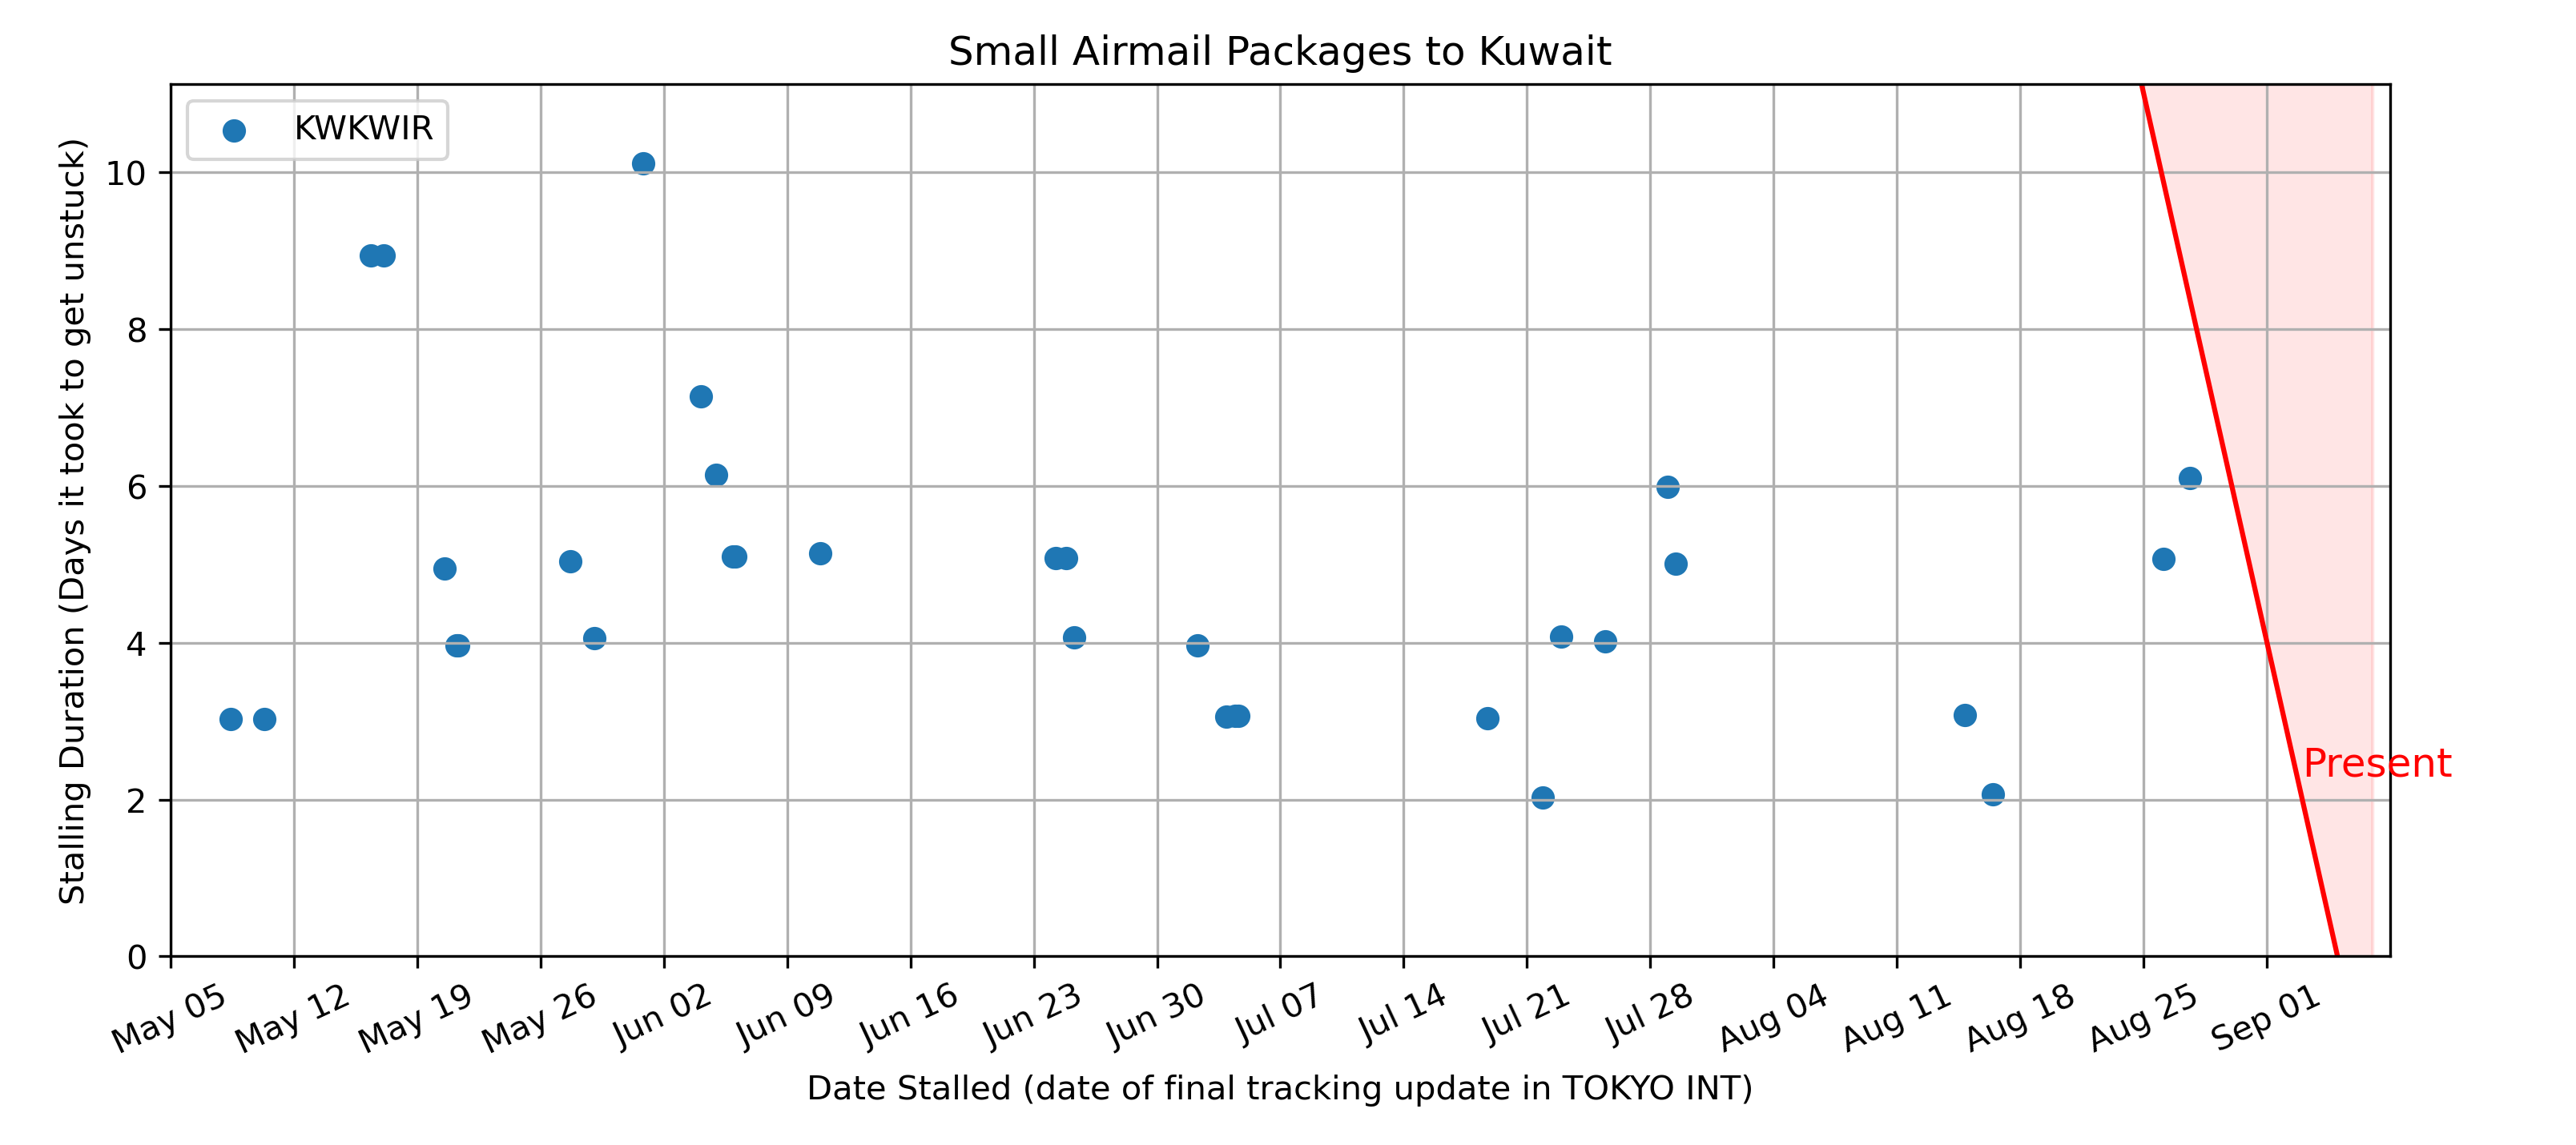 Small Airmail Packages to Kuwait
KWKWIR
Stalling Duration (Days it took to get unstuck)
10
8
6
4
2
0
Present
May 05
May 12
May 19
May 26
Jun 02
Jun 09
Jun 16
Jun 23
Jun 30
Jul 07
Jul 14
Jul 21
Jul 28
Aug 04
Aug 11
Aug 18
Aug 25
Sep 01
Date Stalled (date of final tracking update in TOKYO INT)